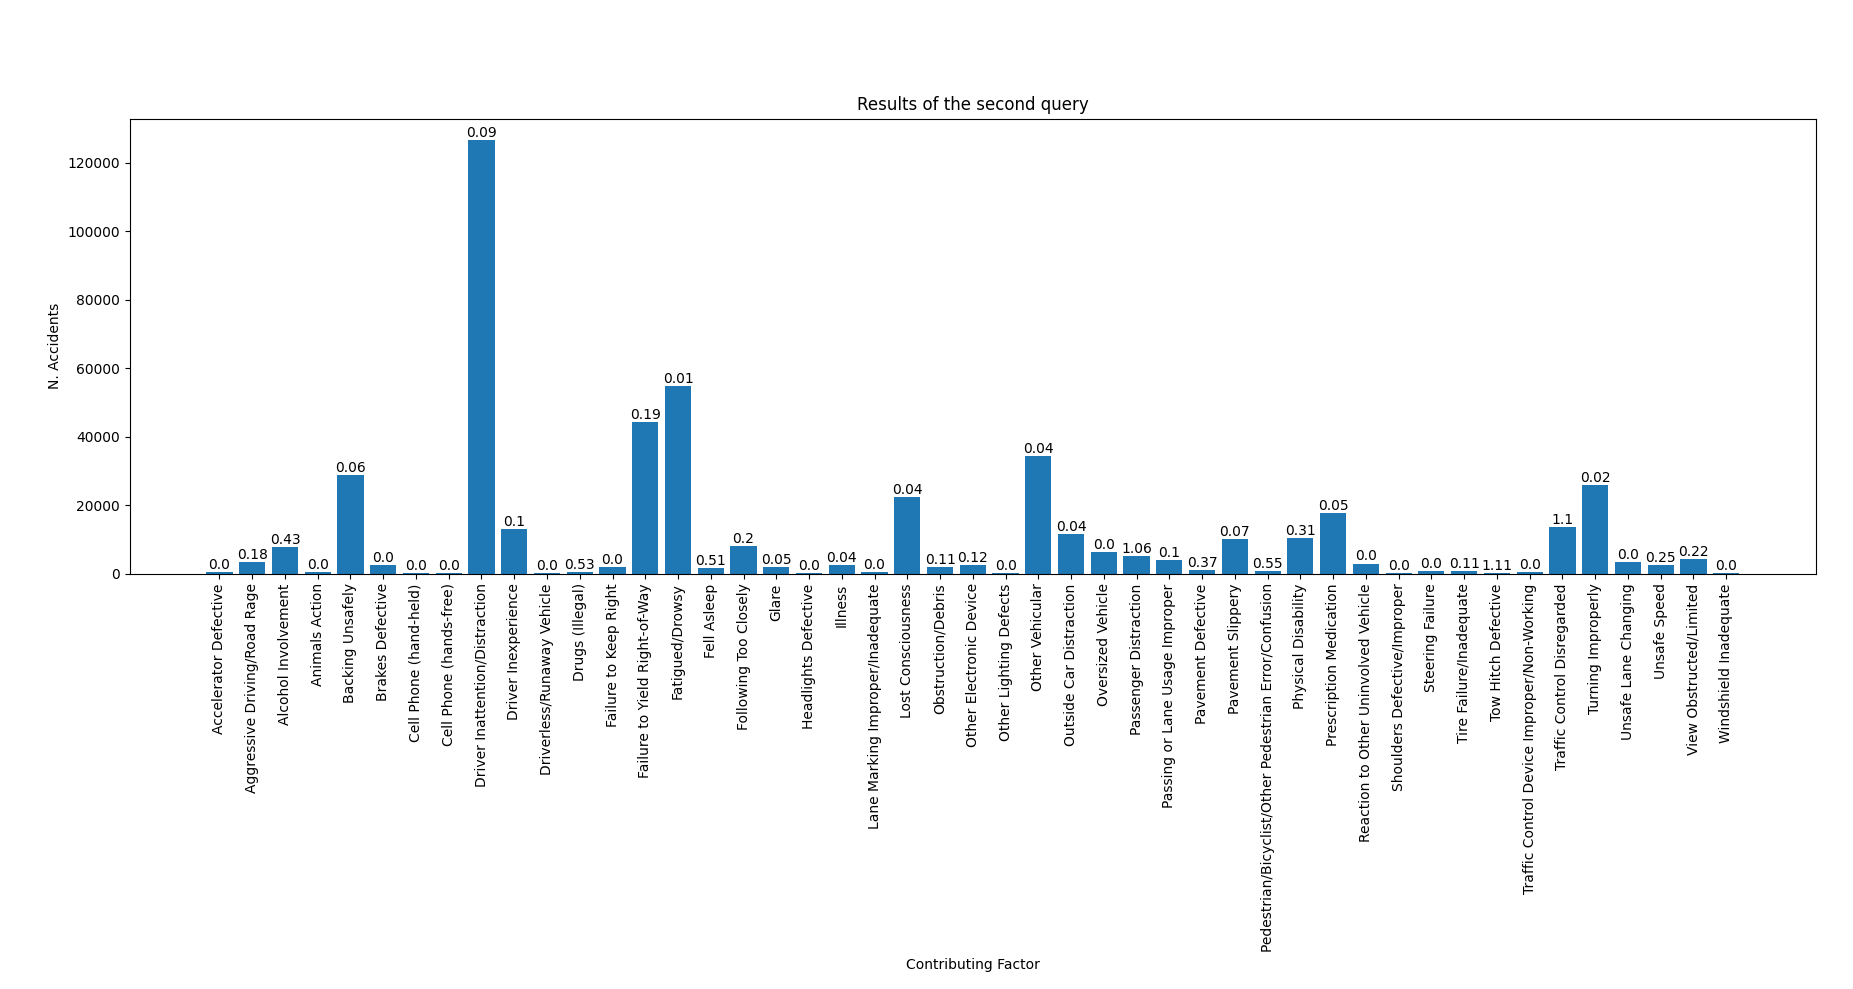 Results of the second query
N. Accidents
120000
100000
80000
60000
40000
20000
0
0.0
0.18
0.43
0.0
0.06
0.0
0.0
0.0
0.09
0.1
0.0
0.53
0.0
0.19
0.01
0.51
0.2
0.05
0.0
0.04
0.0
0.04
0.11
0.12
0.0
0.04
0.04
0.0
1.06
0.1
0.37
0.07
0.55
0.31
0.05
0.0
0.0
0.0
0.11
1.11
0.0
1.1
0.02
0.0
0.25
0.22
0.0
Accelerator Defective
Aggressive Driving/Road Rage
Alcohol Involvement
Animals Action
Backing Unsafely
Brakes Defective
Cell Phone (hand-held)
Cell Phone (hands-free)
Driver Inattention/Distraction
Driver Inexperience
Driverless/Runaway Vehicle
Drugs (Illegal)
Failure to Keep Right
Failure to Yield Right-of-Way
Fatigued/Drowsy
Fell Asleep
Following Too Closely
Glare
Headlights Defective
Illness
Lane Marking Improper/Inadequate
Lost Consciousness
Obstruction/Debris
Other Electronic Device
Other Lighting Defects
Other Vehicular
Outside Car Distraction
Oversized Vehicle
Passenger Distraction
Passing or Lane Usage Improper
Pavement Defective
Pavement Slippery
Pedestrian/Bicyclist/Other Pedestrian Error/Confusion
Physical Disability
Prescription Medication
Reaction to Other Uninvolved Vehicle
Shoulders Defective/Improper
Steering Failure
Tire Failure/Inadequate
Tow Hitch Defective
Traffic Control Device Improper/Non-Working
Traffic Control Disregarded
Turning Improperly
Unsafe Lane Changing
Unsafe Speed
View Obstructed/Limited
Windshield Inadequate
Contributing Factor